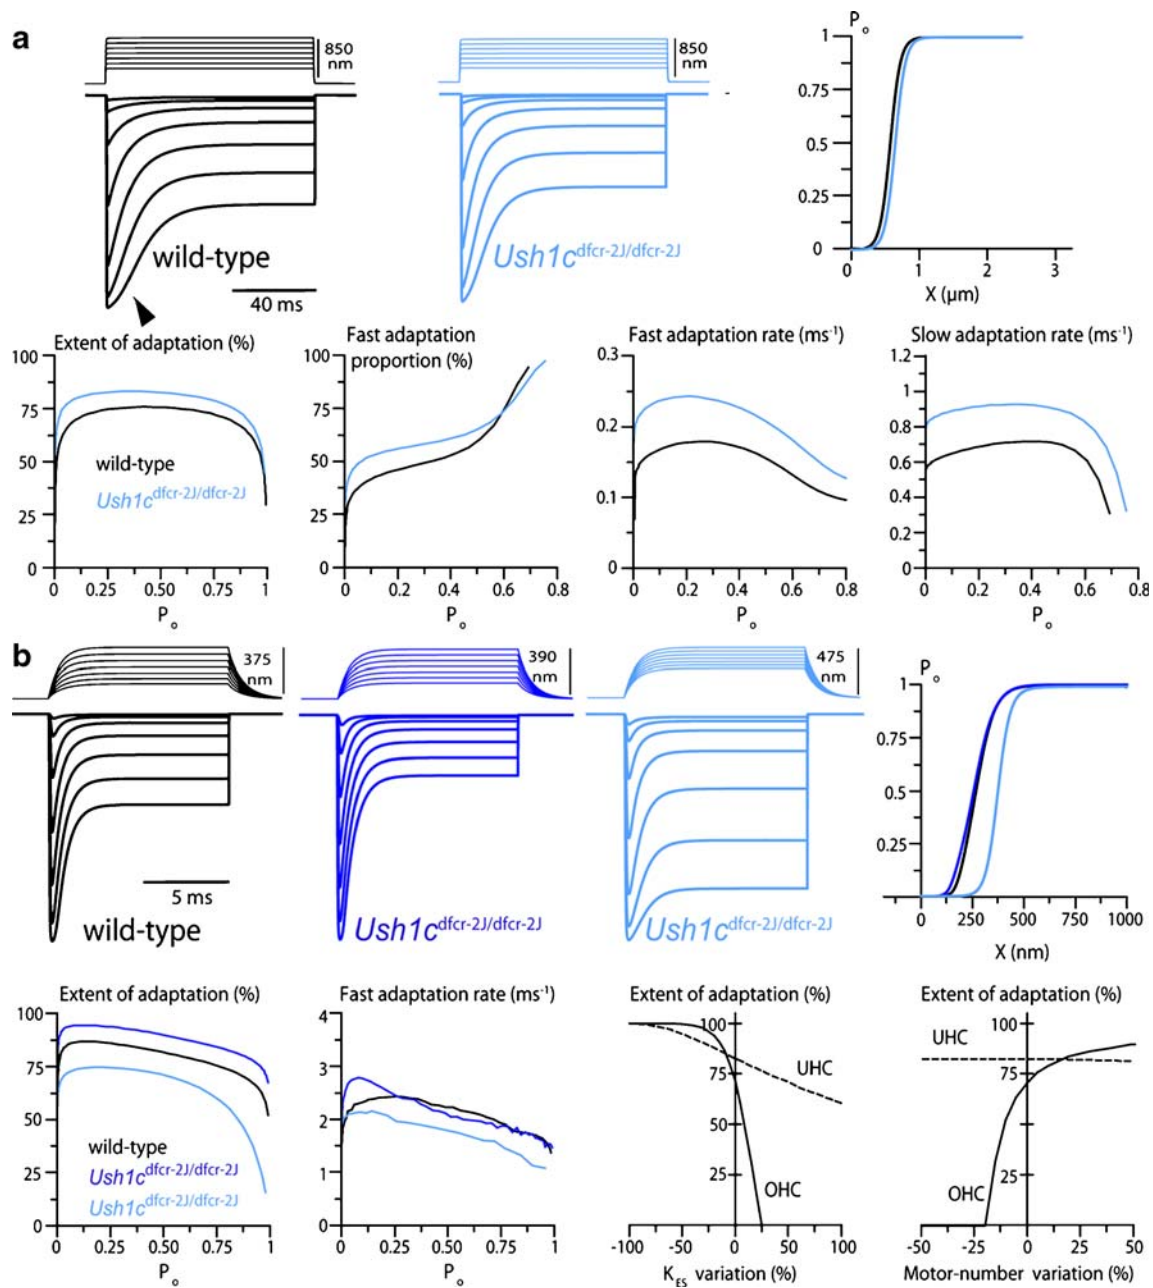 a
850
nm
850
nm
wild-type
Ush1c dfcr-2J/dfcr-2J
40 ms
Po
1
0.75
0.5
0.25
0
0 1 2 3
X (μm)
Extent of adaptation (%)
100
75
50
25
0
wild-type
Ush1c dfcr-2J/dfcr-2J
0 0.25 0.50 0.75 1
Po
Fast adaptation
proportion (%)
100
75
50
25
0
0 0.2 0.4 0.6 0.8
Po
Fast adaptation rate (ms-1)
0.3
0.2
0.1
0
0 0.2 0.4 0.6 0.8
Po
Slow adaptation rate (ms-1)
1.2
1
0.8
0.6
0.4
0.2
0
0 0.2 0.4 0.6 0.8
Po
b
375
nm
390
nm
475
nm
5 ms
wild-type
Ush1c dfcr-2J/dfcr-2J
Ush1c dfcr-2J/dfcr-2J
Po
1
0.75
0.5
0.25
0 250 500 750 1000
X (nm)
Extent of adaptation (%)
100
75
50
25
0
wild-type
Ush1c dfcr-2J/dfcr-2J
Ush1c dfcr-2J/dfcr-2J
0 0.25 0.5 0.75 1
Po
Fast adaptation rate (ms-1)
4
3
2
1
0
0 0.25 0.5 0.75 1
Po
Extent of adaptation (%)
100
75
50
25
UHC
OHC
-100 -50 0 50 100
KES variation (%)
Extent of adaptation (%)
100
75
50
25
UHC
OHC
-50 -25 0 25 50
Motor-number variation (%)